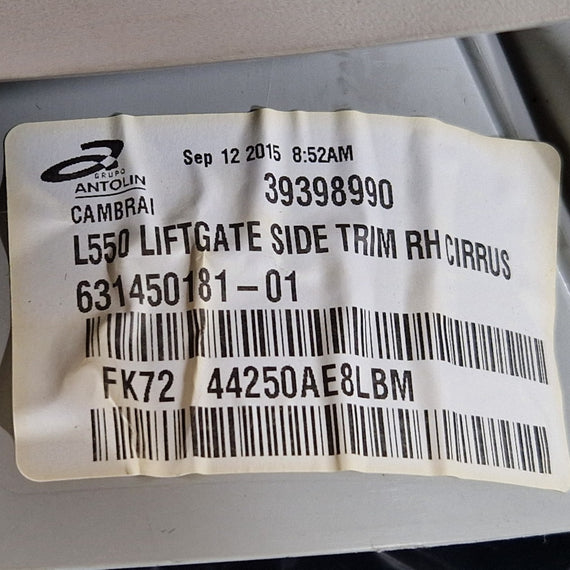 Sep 12 2015 8:52AM
GRUPO
ANTOLIN
39398990
CAMBRAI
L550 LIFTGATE SIDE TRIM RH CIRRUS
631450181-01
FK72 44250AE8LBM